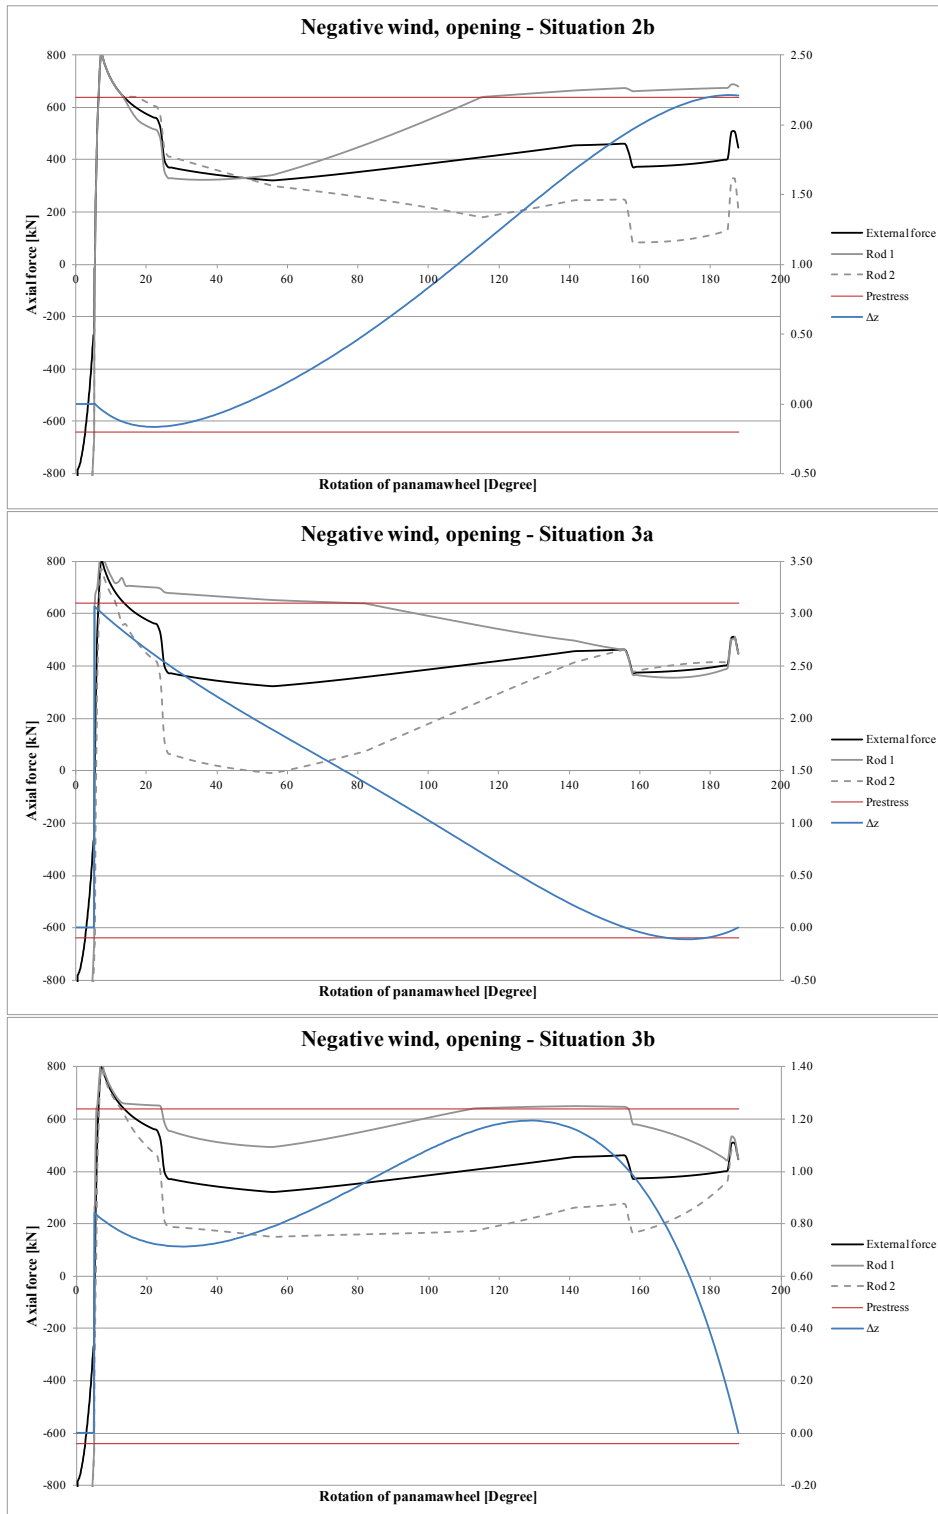 Negative wind, opening - Situation 2b
800 2.50
600 2.00
400 1.50
200
0 1.00
0 20 40 60 80 100 120 140 160 180 200
-200 0.50
-400 0.00
-600
-800 -0.50
Axial force [kN]
Rotation of panamawheel [Degree]
External force
Rod 1
Rod 2
Prestress
Δz
Negative wind, opening - Situation 3a
800 3.50
600 3.00
400 2.50
200 2.00
0 1.50
0 20 40 60 80 100 120 140 160 180 200
-200 1.00
-400 0.50
-600 0.00
-800 -0.50
Axial force [kN]
Rotation of panamawheel [Degree]
External force
Rod 1
Rod 2
Prestress
Δz
Negative wind, opening - Situation 3b
800 1.40
600 1.20
400 1.00
200 0.80
0 0.60
0 20 40 60 80 100 120 140 160 180 200
-200 0.40
-400 0.20
-600 0.00
-800 -0.20
Axial force [kN]
Rotation of panamawheel [Degree]
External force
Rod 1
Rod 2
Prestress
Δz